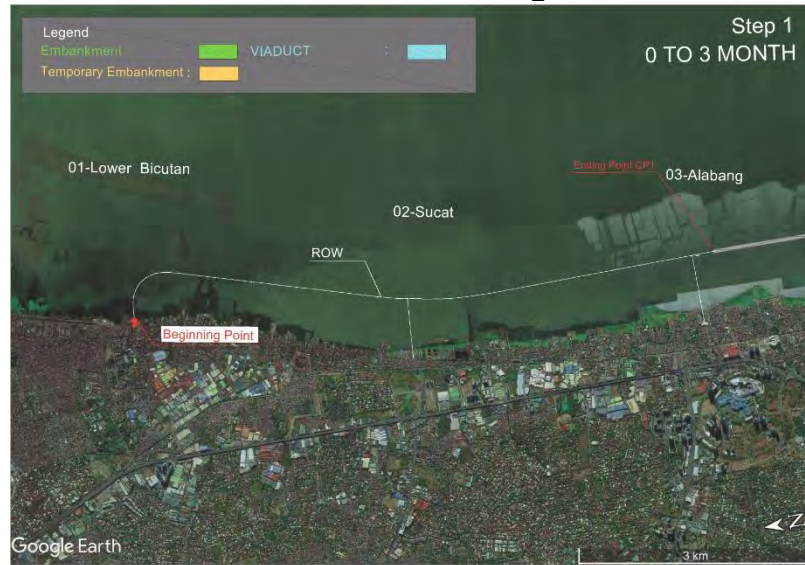 Legend
Embankment : VIADUCT :
Temporary Embankment :
Step 1
0 TO 3 MONTH
01-Lower Bicutan
Ending Point CP1
03-Alabang
02-Sucat
ROW
Beginning Point
Z
Google Earth
3 km